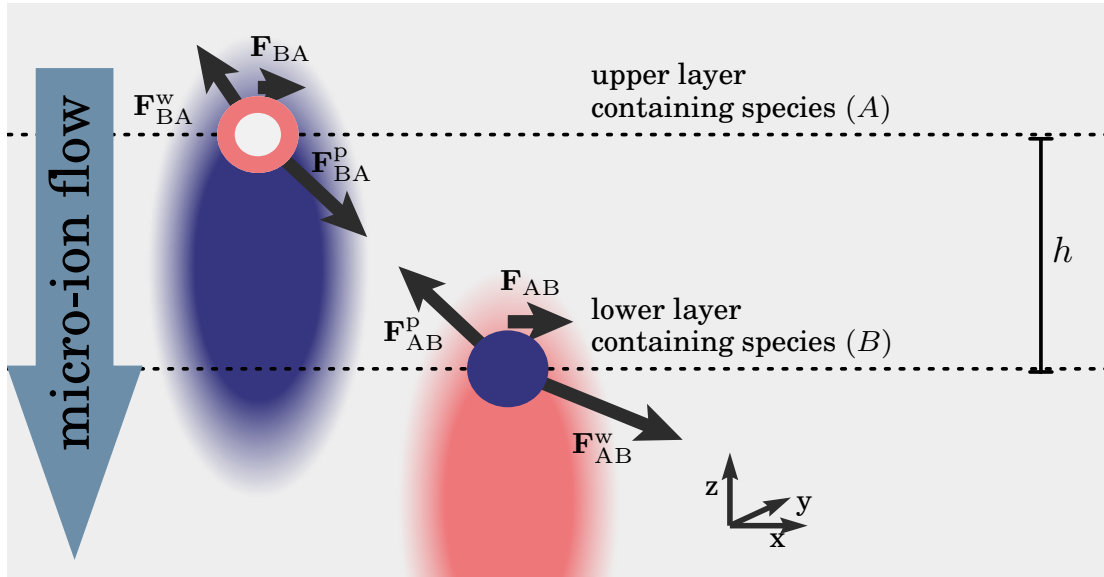 F_BA
F^w_BA
F^p_BA
upper layer
containing species (A)
micro-ion flow
h
F_AB
F^p_AB
lower layer
containing species (B)
F^w_AB
z
y
x